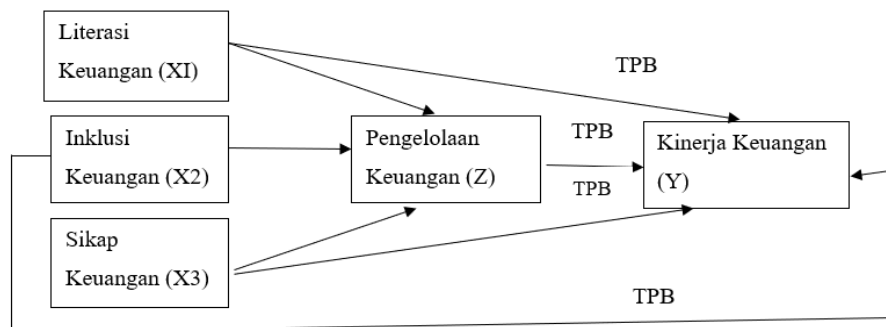 Literasi
Keuangan (XI)
TPB
Inklusi
Keuangan (X2)
Pengelolaan
Keuangan (Z)
TPB
TPB
Kinerja Keuangan
(Y)
Sikap
Keuangan (X3)
TPB